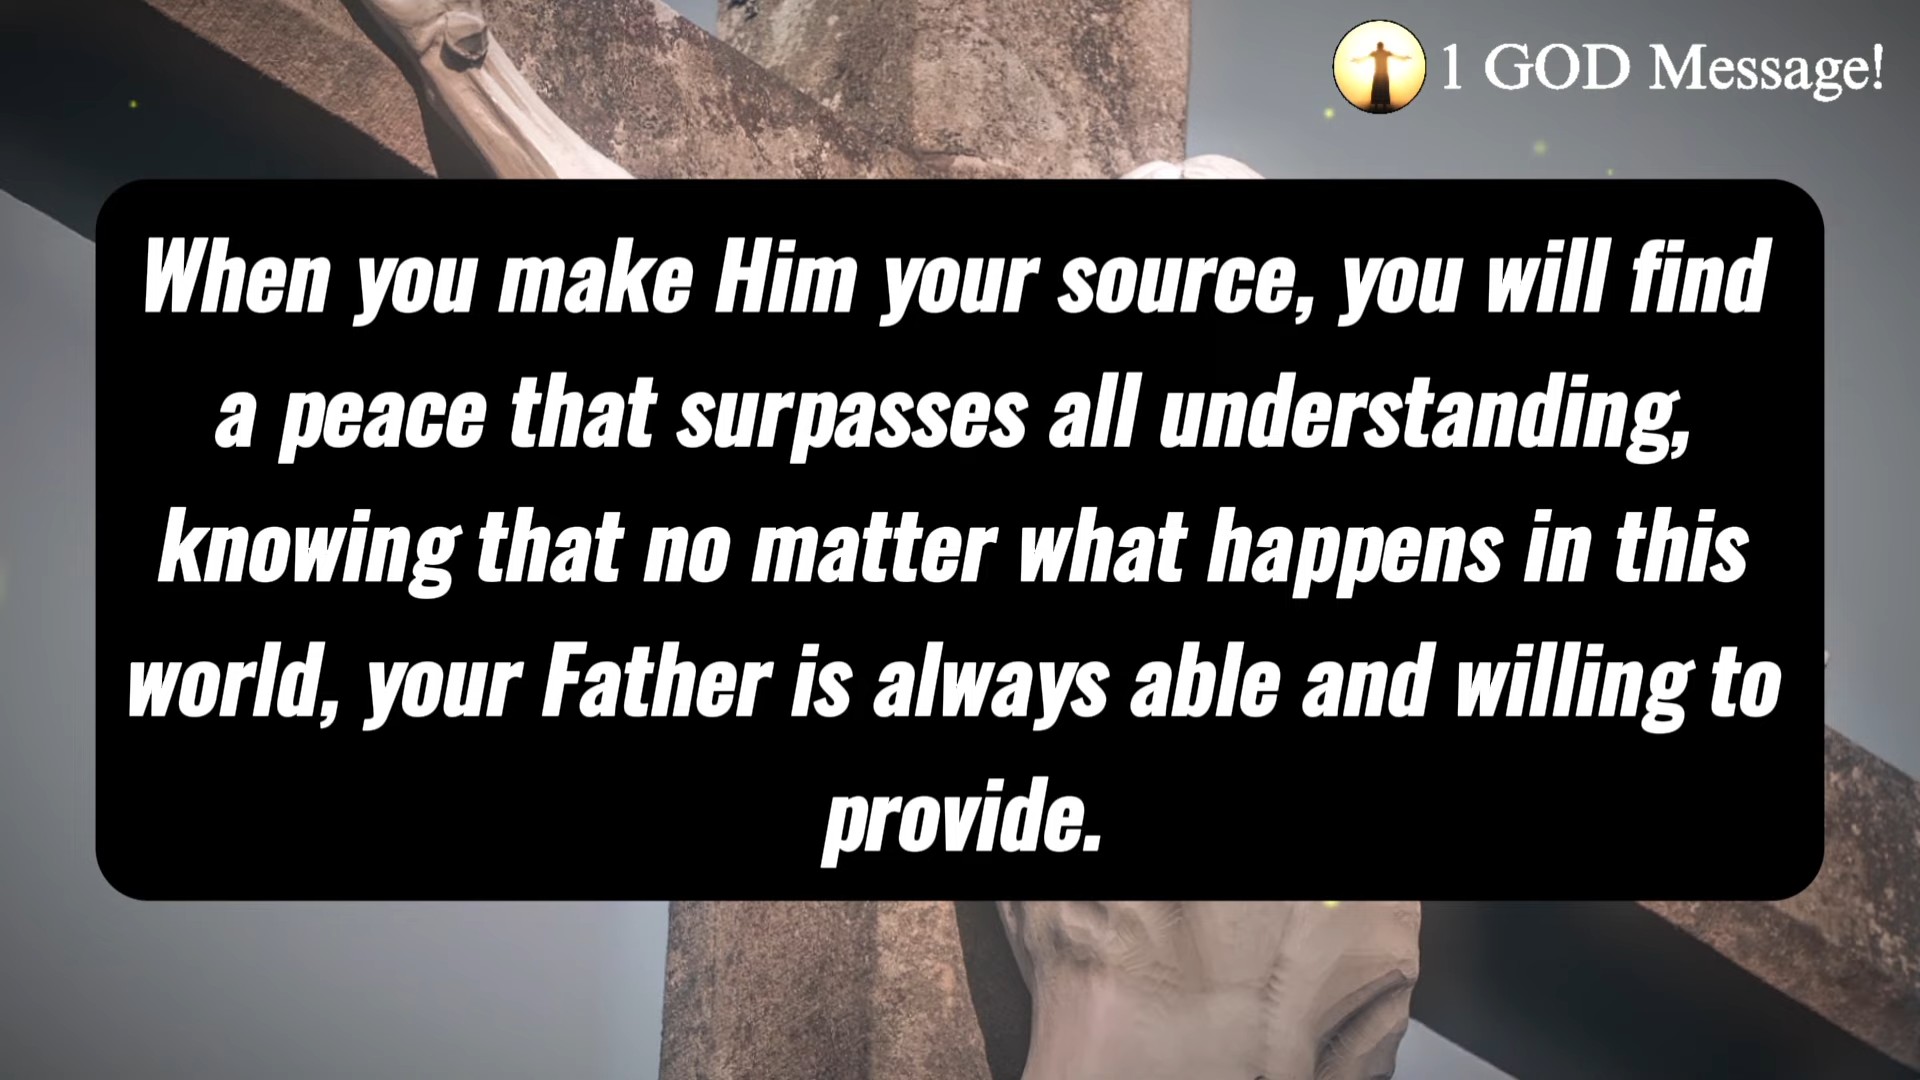 1 GOD Message!
When you make Him your source, you will find
a peace that surpasses all understanding,
knowing that no matter what happens in this
world, your Father is always able and willing to
provide.